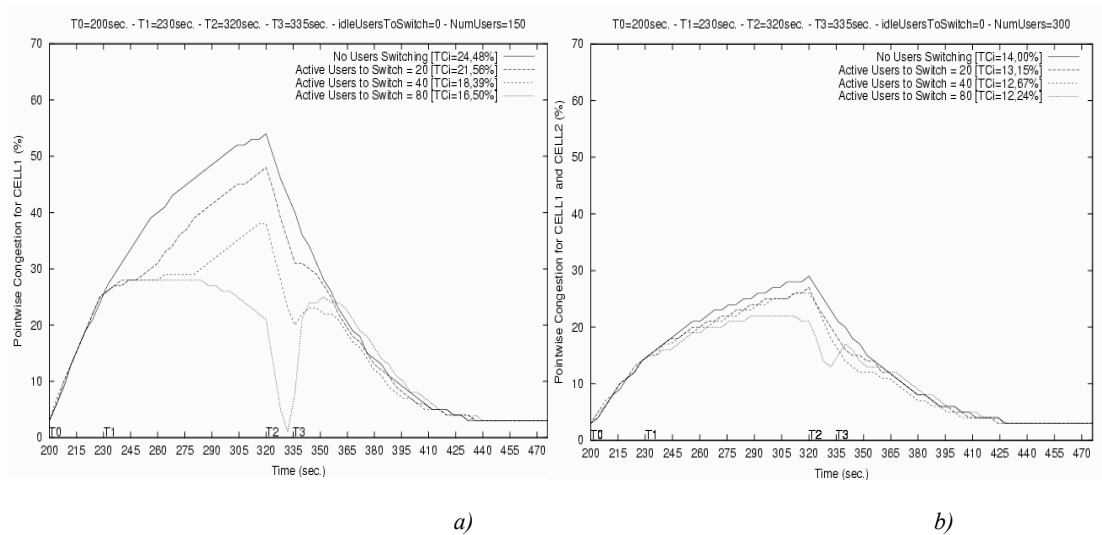 T0=200sec. - T1=230sec. - T2=320sec. - T3=335sec. - idleUsersToSwitch=0 - NumUsers=150
Pointwise Congestion for CELL1 (%)
70
60
50
40
30
20
10
0
No Users Switching [TCi=24,48%]
Active Users to Switch = 20 [TCi=21,56%]
Active Users to Switch = 40 [TCi=18,39%]
Active Users to Switch = 80 [TCi=16,50%]
T0
T1
T2
T3
200 215 230 245 260 275 290 305 320 335 350 365 380 395 410 425 440 455 470
Time (sec.)
a)
T0=200sec. - T1=230sec. - T2=320sec. - T3=335sec. - idleUsersToSwitch=0 - NumUsers=300
Pointwise Congestion for CELL1 and CELL2 (%)
70
60
50
40
30
20
10
0
No Users Switching [TCi=14,00%]
Active Users to Switch = 20 [TCi=13,15%]
Active Users to Switch = 40 [TCi=12,67%]
Active Users to Switch = 80 [TCi=12,24%]
T0
T1
T2
T3
200 215 230 245 260 275 290 305 320 335 350 365 380 395 410 425 440 455 470
Time (sec.)
b)